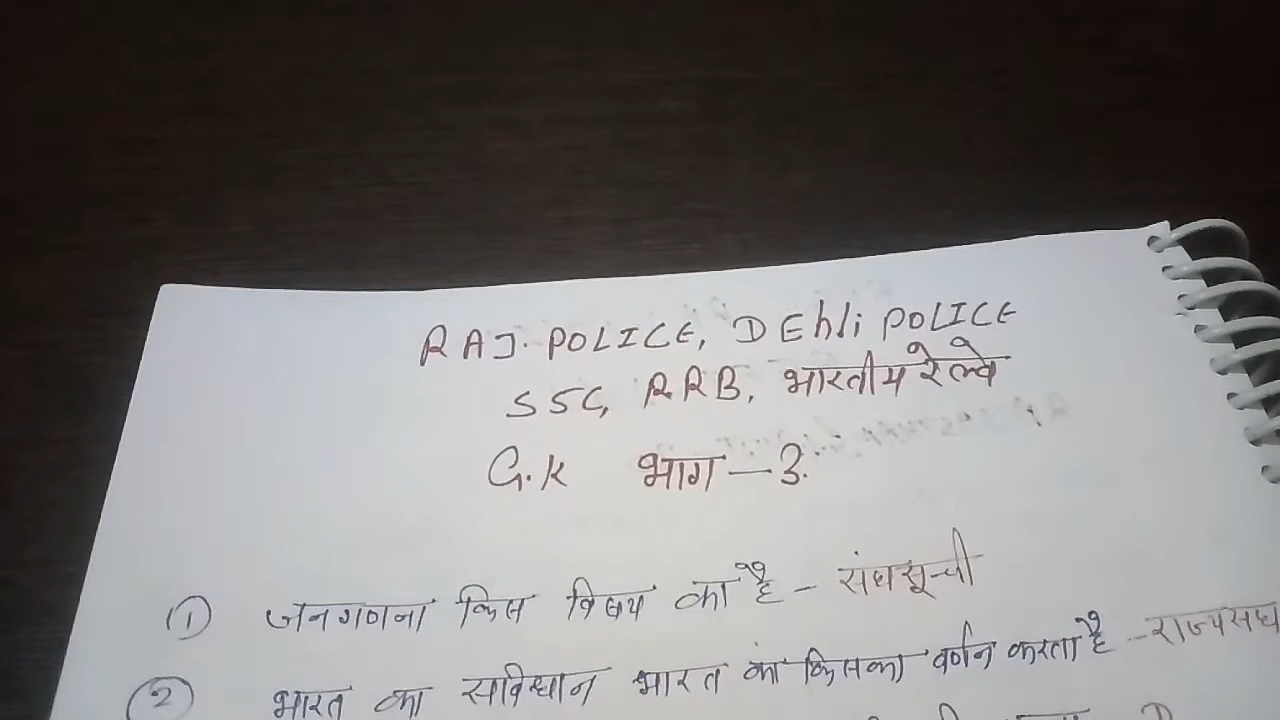 RAJ. POLICE, DEhli POLICE
SSC, RRB, भारतीय रेल्वे
G.K भाग - 3.
① जनगणना किस विषय का है - संघसूची
② भारत का संविधान भारत का किसका वर्णन करता है - राज्यसंघ